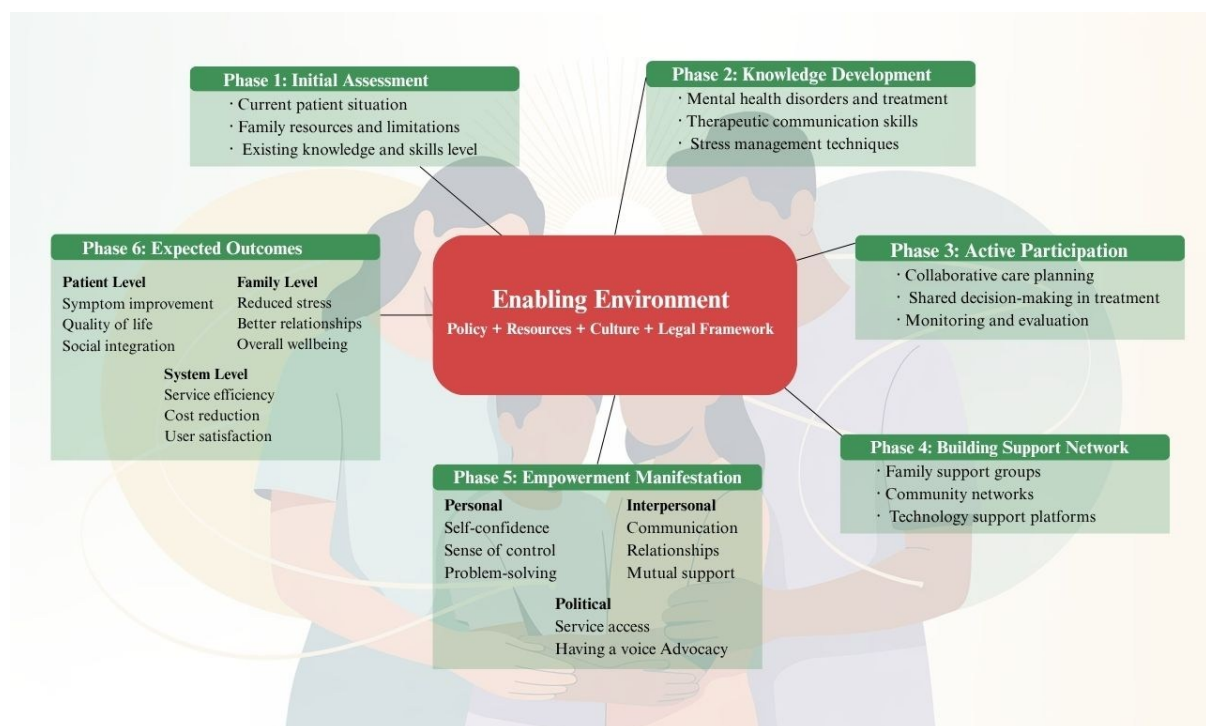 Phase 1: Initial Assessment
· Current patient situation
· Family resources and limitations
· Existing knowledge and skills level
Phase 2: Knowledge Development
· Mental health disorders and treatment
· Therapeutic communication skills
· Stress management techniques
Phase 3: Active Participation
· Collaborative care planning
· Shared decision-making in treatment
· Monitoring and evaluation
Enabling Environment
Policy + Resources + Culture + Legal Framework
Phase 4: Building Support Network
· Family support groups
· Community networks
· Technology support platforms
Phase 5: Empowerment Manifestation
Personal
Self-confidence
Sense of control
Problem-solving
Interpersonal
Communication
Relationships
Mutual support
Political
Service access
Having a voice Advocacy
Phase 6: Expected Outcomes
Patient Level
Symptom improvement
Quality of life
Social integration
Family Level
Reduced stress
Better relationships
Overall wellbeing
System Level
Service efficiency
Cost reduction
User satisfaction